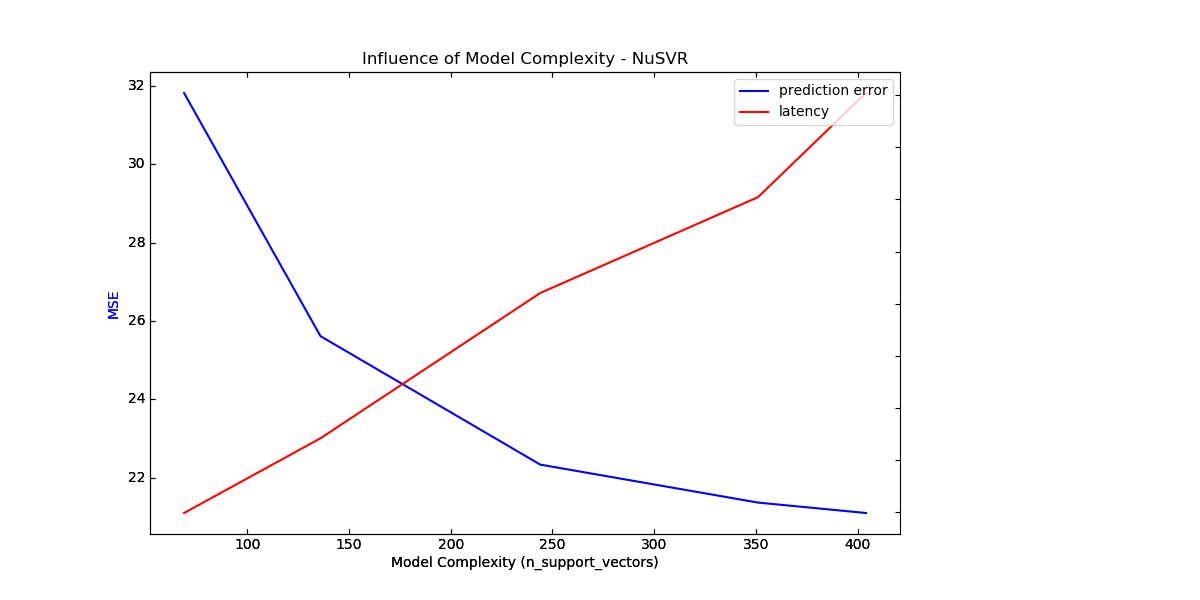 Influence of Model Complexity - NuSVR
prediction error
latency
32
30
28
26
24
22
MSE
100 150 200 250 300 350 400
Model Complexity (n_support_vectors)